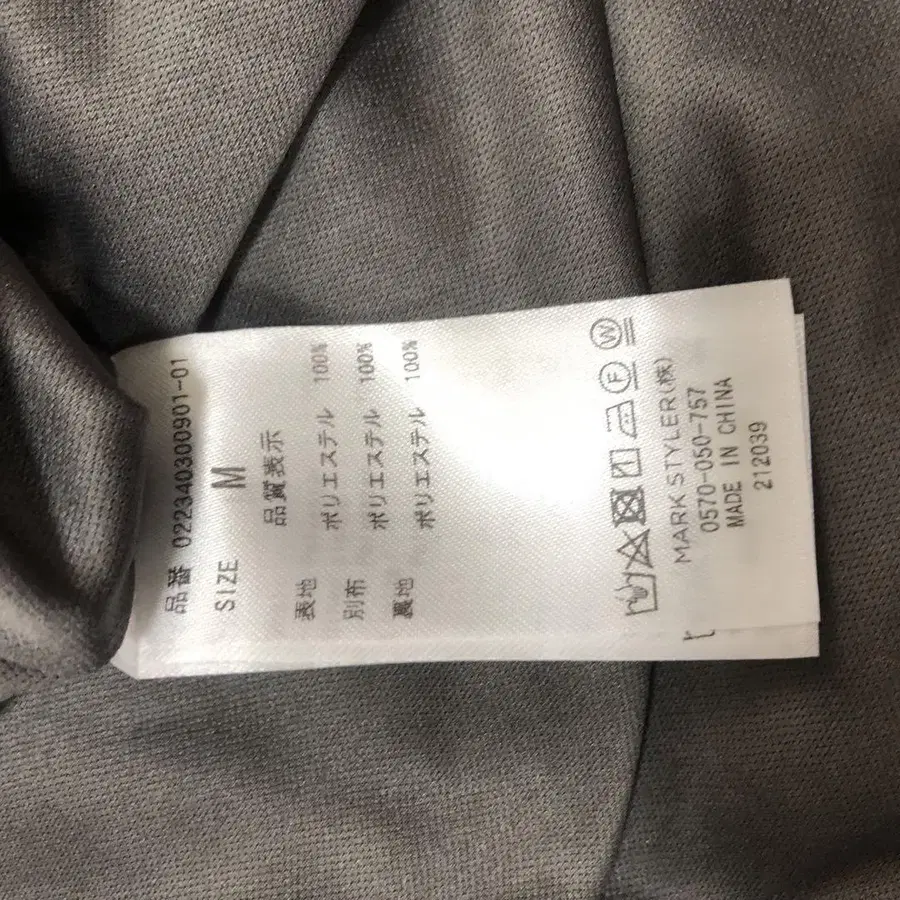 品番 022340300901-01
SIZE M
品質表示
表地 ポリエステル 100%
別布 ポリエステル 100%
裏地 ポリエステル 100%
F W
MARK STYLER(株)
0570-050-757
MADE IN CHINA
212039